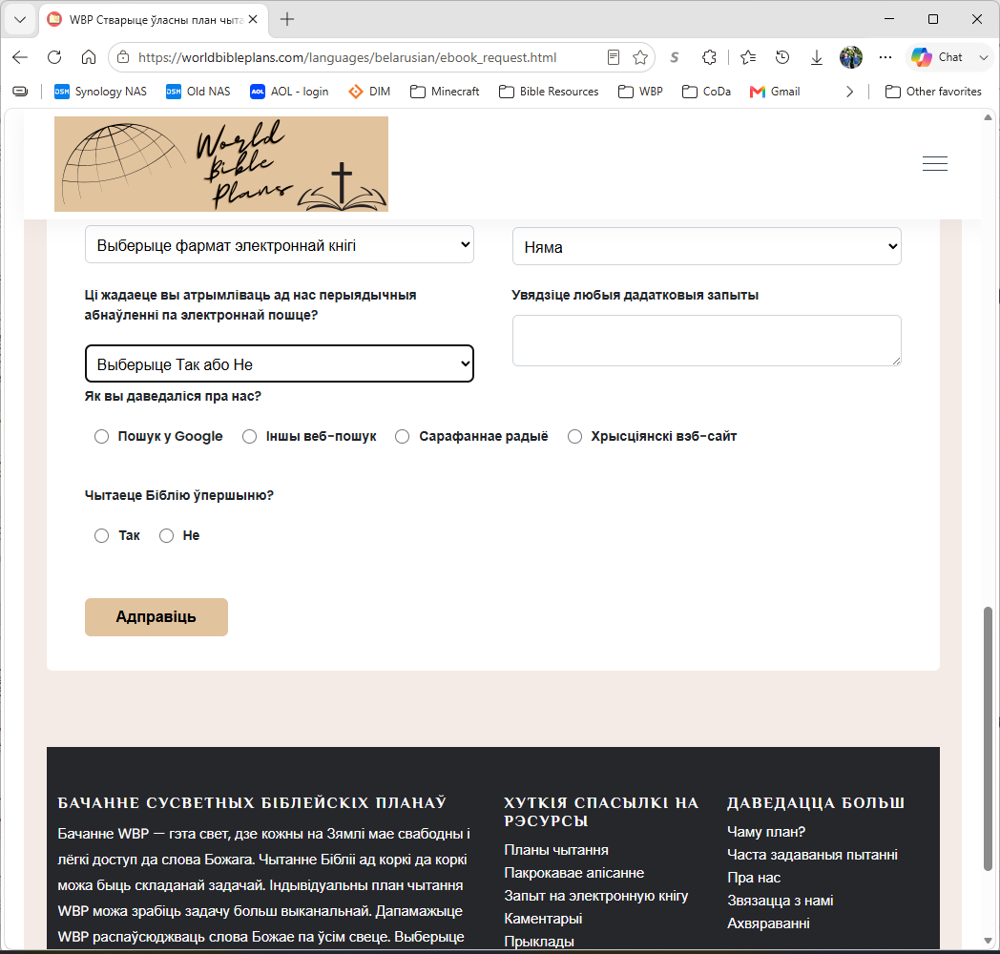 WBP Стварыце ўласны план чыта
https://worldbibleplans.com/languages/belarusian/ebook_request.html
Chat
Synology NAS
Old NAS
AOL - login
DIM
Minecraft
Bible Resources
WBP
CoDa
Gmail
Other favorites
World
Bible
Plans
Выберыце фармат электроннай кнігі
Няма
Ці жадаеце вы атрымліваць ад нас перыядычныя
абнаўленні па электроннай пошце?
Увядзіце любыя дадатковыя запыты
Выберыце Так або Не
Як вы даведаліся пра нас?
Пошук у Google
Іншы веб-пошук
Сарафаннае радыё
Хрысціянскі вэб-сайт
Чытаеце Біблію ўпершыню?
Так
Не
Адправіць
БАЧАННЕ СУСВЕТНЫХ БІБЛЕЙСКІХ ПЛАНАЎ
Бачанне WBP — гэта свет, дзе кожны на Зямлі мае свабодны і
лёгкі доступ да слова Божага. Чытанне Бібліі ад коркі да коркі
можа быць складанай задачай. Індывідуальны план чытання
WBP можа зрабіць задачу больш выканальнай. Дапамажыце
WBP распаўсюджваць слова Божае па ўсім свеце. Выберыце
ХУТКІЯ СПАСЫЛКІ НА
РЭСУРСЫ
Планы чытання
Пакрокавае апісанне
Запыт на электронную кнігу
Каментарыі
Прыклады
ДАВЕДАЦЦА БОЛЬШ
Чаму план?
Часта задаваныя пытанні
Пра нас
Звязацца з намі
Ахвяраванні